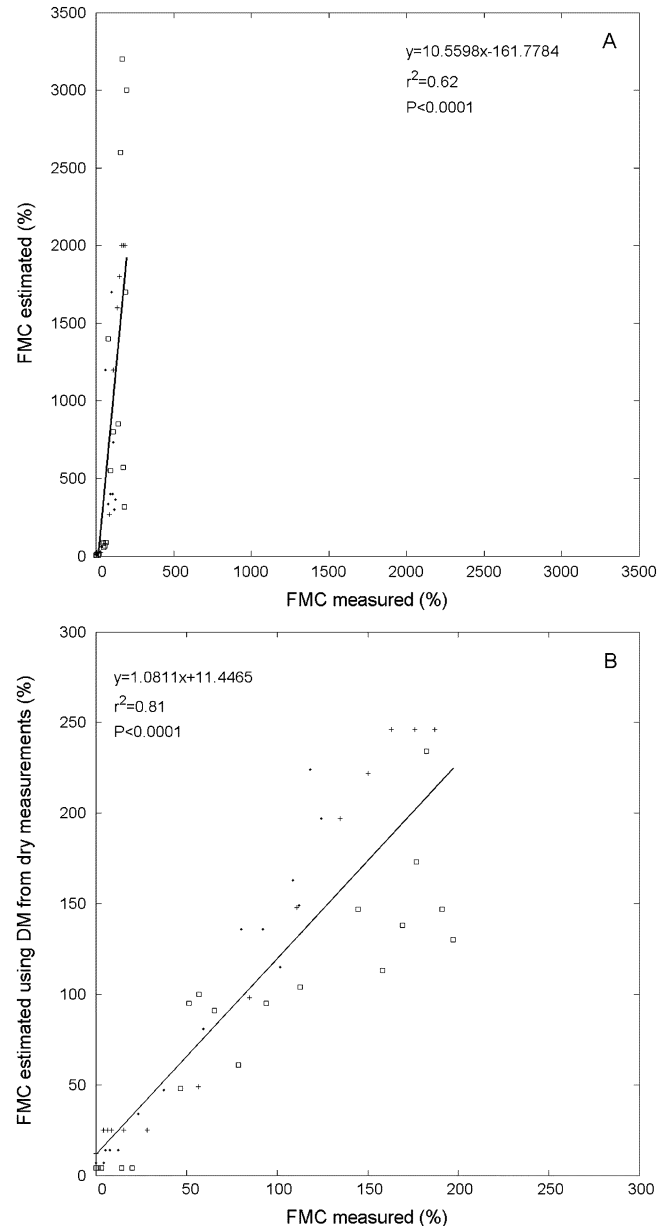 3500
3000
2500
2000
1500
1000
500
0
FMC estimated (%)
A
y=10.5598x-161.7784
r2=0.62
P<0.0001
0 500 1000 1500 2000 2500 3000 3500
FMC measured (%)
300
250
200
150
100
50
0
FMC estimated using DM from dry measurements (%)
B
y=1.0811x+11.4465
r2=0.81
P<0.0001
0 50 100 150 200 250 300
FMC measured (%)